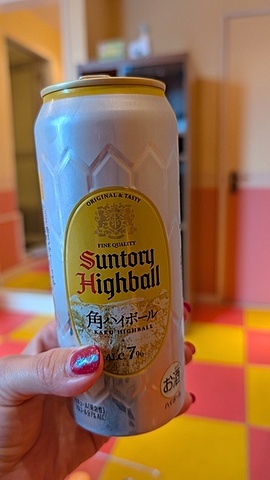 ORIGINAL & TASTY
FINE QUALITY
Suntory
Highball
角ハイボール
KAKU HIGHBALL
ALC.7%
お酒